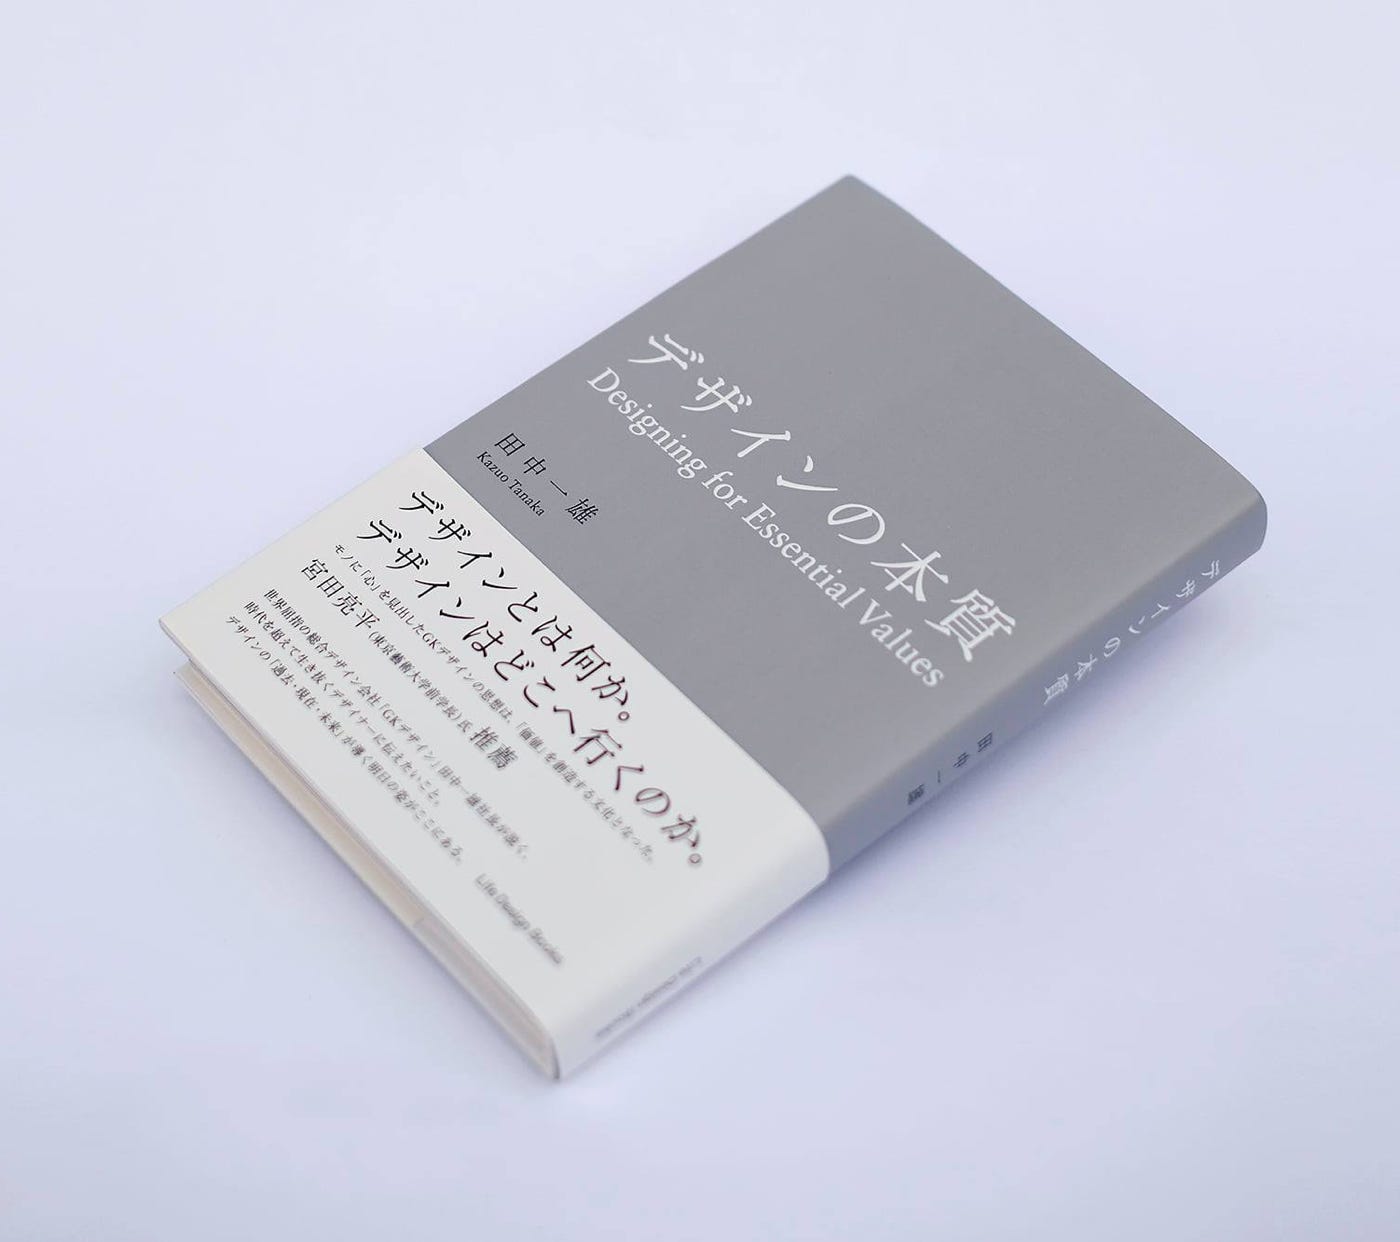 デザインの本質
Designing for Essential Values
田中一雄
Kazuo Tanaka
デザインとは何か。
デザインはどこへ行くのか。
モノに「心」を見出したGKデザインの思想は、「価値」を創造する文化となった。
宮田亮平(東京藝術大学前学長)氏 推薦
世界屈指の総合デザイン会社「GKデザイン」田中一雄社長が説く、
時代を超えて生き抜くデザイナーに伝えたいこと。
デザインの「過去・現在・未来」が導く明日の姿がここにある。
Life Design Books
デザインの本質
田中一雄
Life Design Books